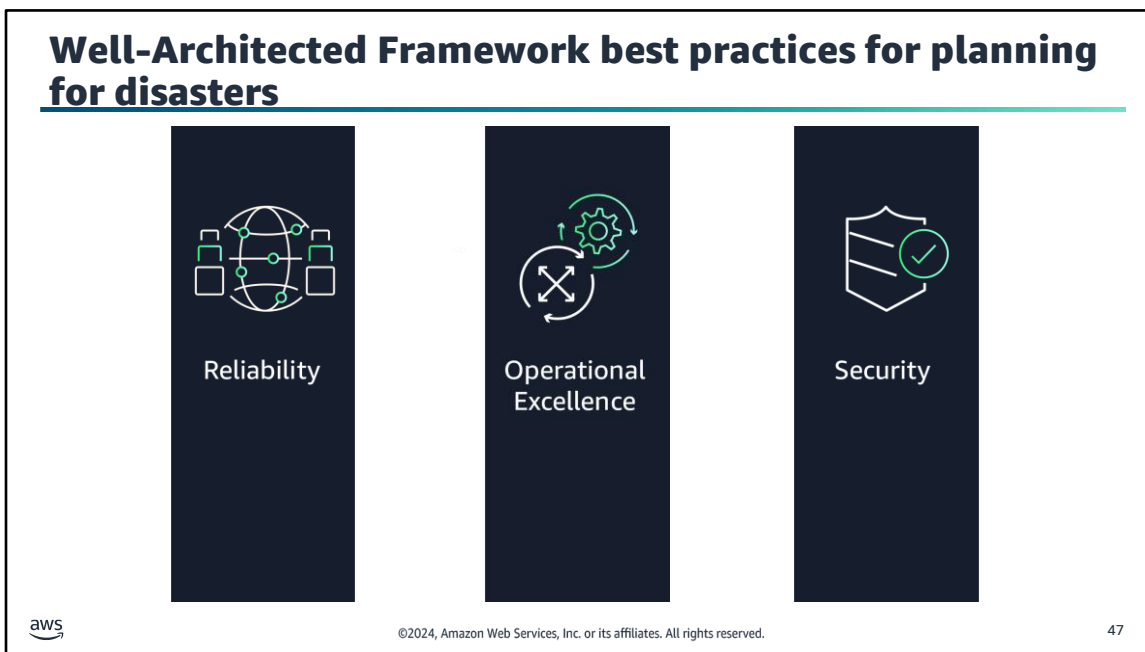 Well-Architected Framework best practices for planning
for disasters
Reliability
Operational
Excellence
Security
aws
©2024, Amazon Web Services, Inc. or its affiliates. All rights reserved.
47